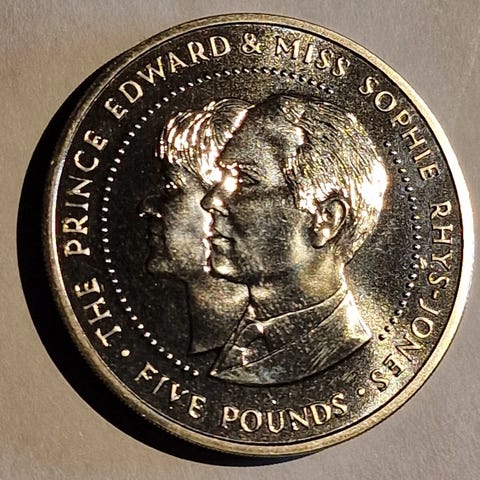 THE PRINCE EDWARD & MISS SOPHIE RHYS-JONES
· FIVE POUNDS ·